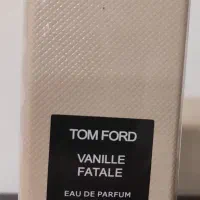 TOM FORD
VANILLE
FATALE
EAU DE PARFUM